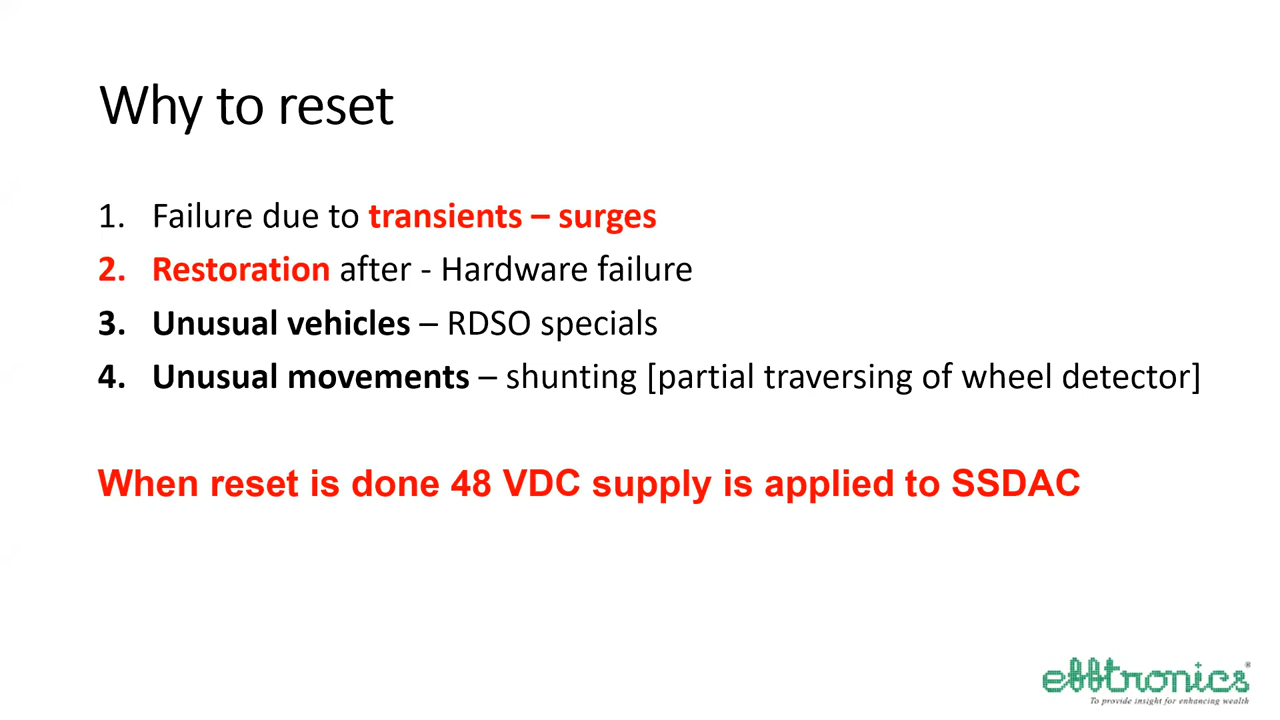 Why to reset
1. Failure due to transients – surges
2. Restoration after - Hardware failure
3. Unusual vehicles – RDSO specials
4. Unusual movements – shunting [partial traversing of wheel detector]
When reset is done 48 VDC supply is applied to SSDAC
efftronics®
To provide insight for enhancing wealth